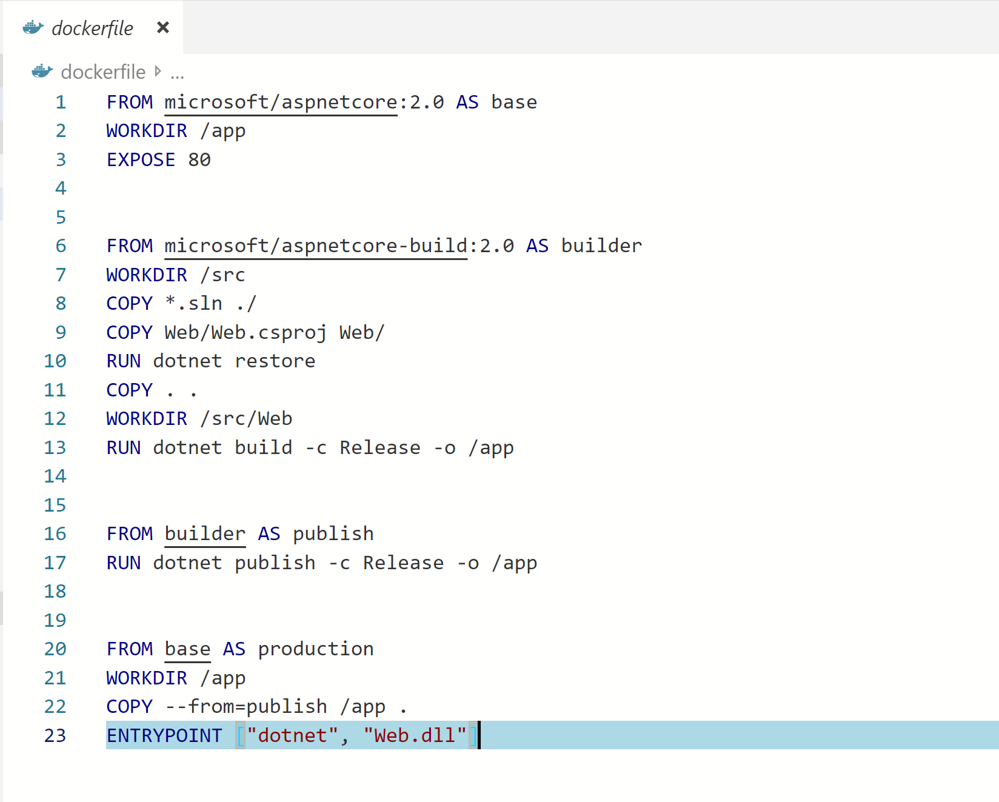 dockerfile ×
dockerfile ...
1 FROM microsoft/aspnetcore:2.0 AS base
2 WORKDIR /app
3 EXPOSE 80
4
5
6 FROM microsoft/aspnetcore-build:2.0 AS builder
7 WORKDIR /src
8 COPY *.sln ./
9 COPY Web/Web.csproj Web/
10 RUN dotnet restore
11 COPY . .
12 WORKDIR /src/Web
13 RUN dotnet build -c Release -o /app
14
15
16 FROM builder AS publish
17 RUN dotnet publish -c Release -o /app
18
19
20 FROM base AS production
21 WORKDIR /app
22 COPY --from=publish /app .
23 ENTRYPOINT ["dotnet", "Web.dll"]